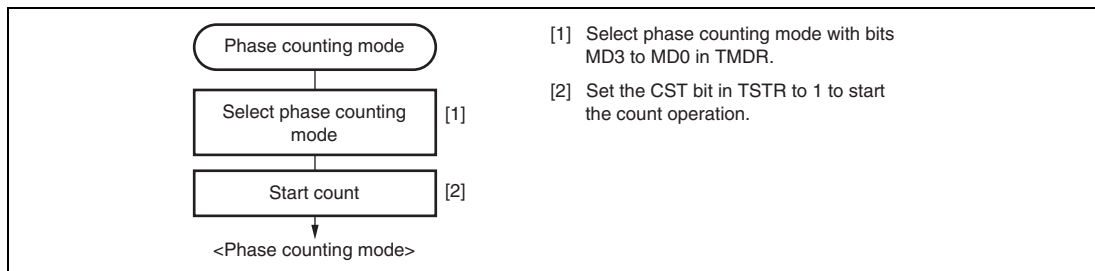 Phase counting mode
Select phase counting
mode
[1]
Start count
[2]
<Phase counting mode>
[1] Select phase counting mode with bits
MD3 to MD0 in TMDR.
[2] Set the CST bit in TSTR to 1 to start
the count operation.